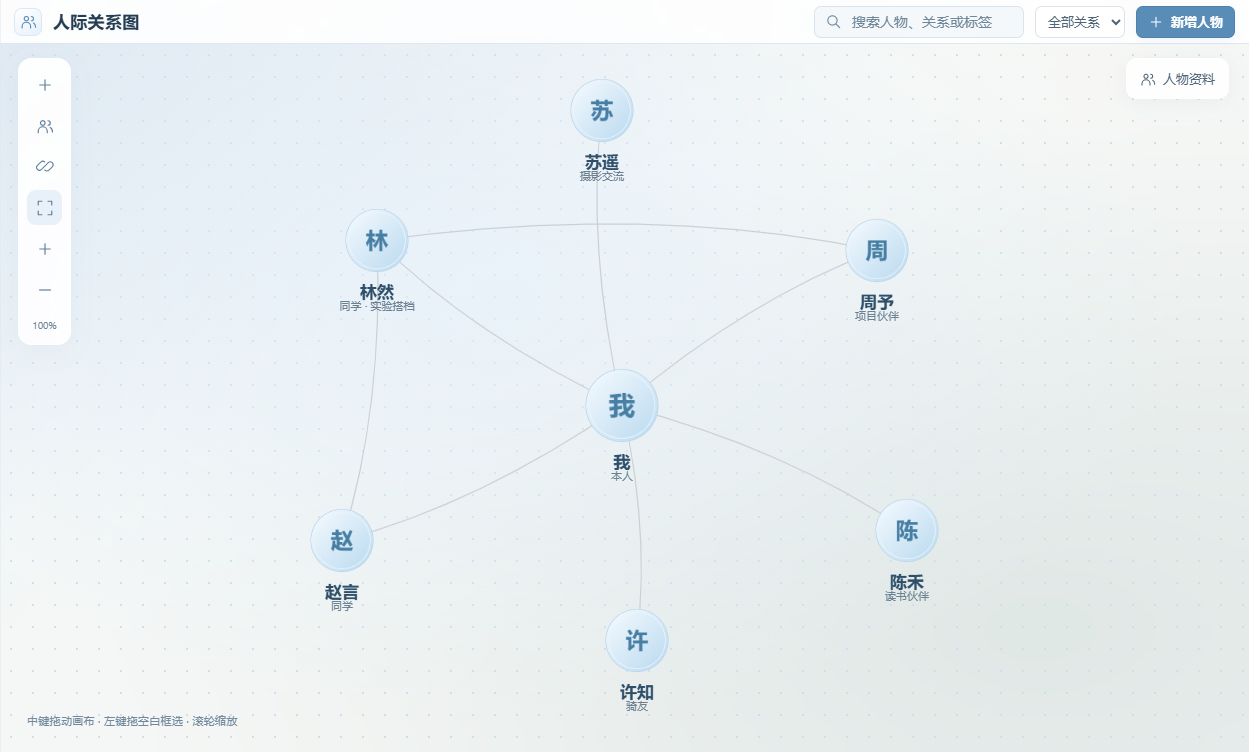 人际关系图
搜索人物、关系或标签
全部关系
新增人物
人物资料
100%
苏
苏遥
摄影交流
林
林然
同学 · 实验搭档
周
周予
项目伙伴
我
我
本人
赵
赵言
同学
陈
陈禾
读书伙伴
许
许知
骑友
中键拖动画布 · 左键拖空白框选 · 滚轮缩放